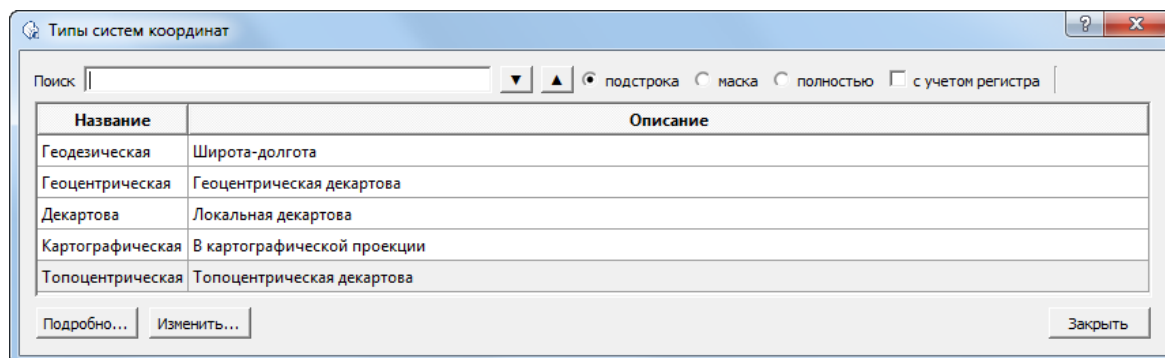 Типы систем координат
Поиск подстрока маска полностью с учетом регистра
Название Описание
Геодезическая Широта-долгота
Геоцентрическая Геоцентрическая декартова
Декартова Локальная декартова
Картографическая В картографической проекции
Топоцентрическая Топоцентрическая декартова
Подробно... Изменить... Закрыть